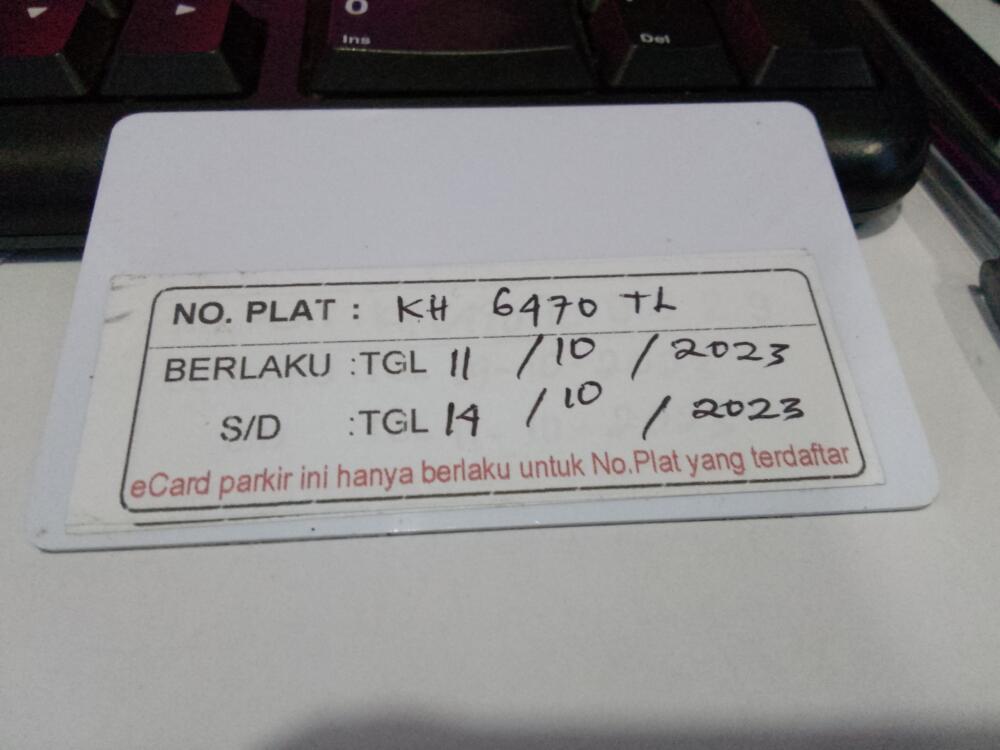 0
Ins
Del
NO. PLAT : KH 6470 TL
BERLAKU :TGL 11 / 10 / 2023
S/D :TGL 14 / 10 / 2023
eCard parkir ini hanya berlaku untuk No.Plat yang terdaftar